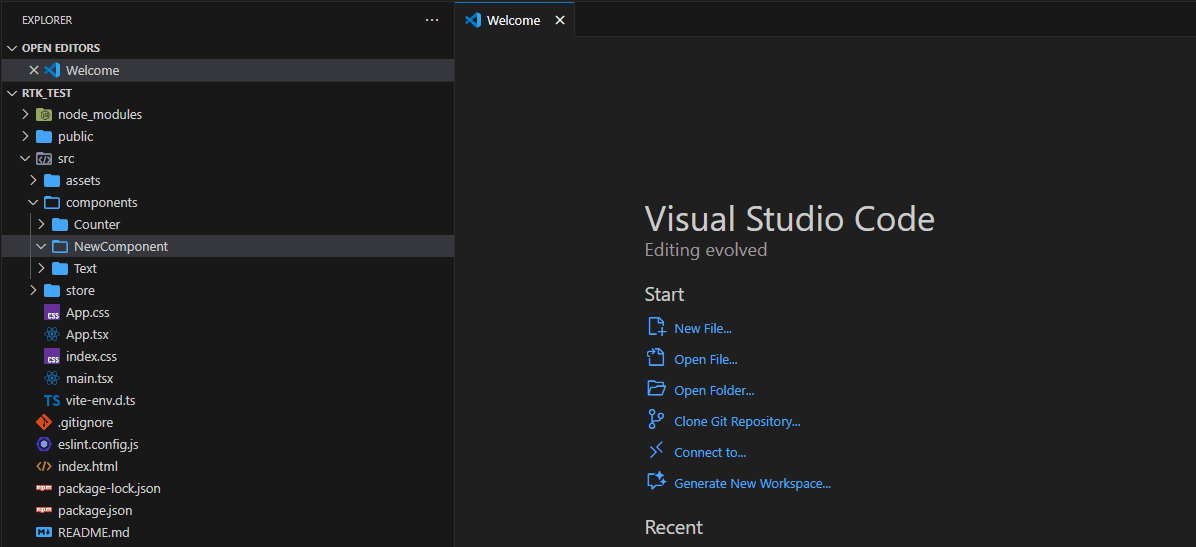 EXPLORER
OPEN EDITORS
Welcome
RTK_TEST
node_modules
public
src
assets
components
Counter
NewComponent
Text
store
App.css
App.tsx
index.css
main.tsx
TS vite-env.d.ts
.gitignore
eslint.config.js
index.html
package-lock.json
package.json
README.md
Welcome
Visual Studio Code
Editing evolved
Start
New File...
Open File...
Open Folder...
Clone Git Repository...
Connect to...
Generate New Workspace...
Recent